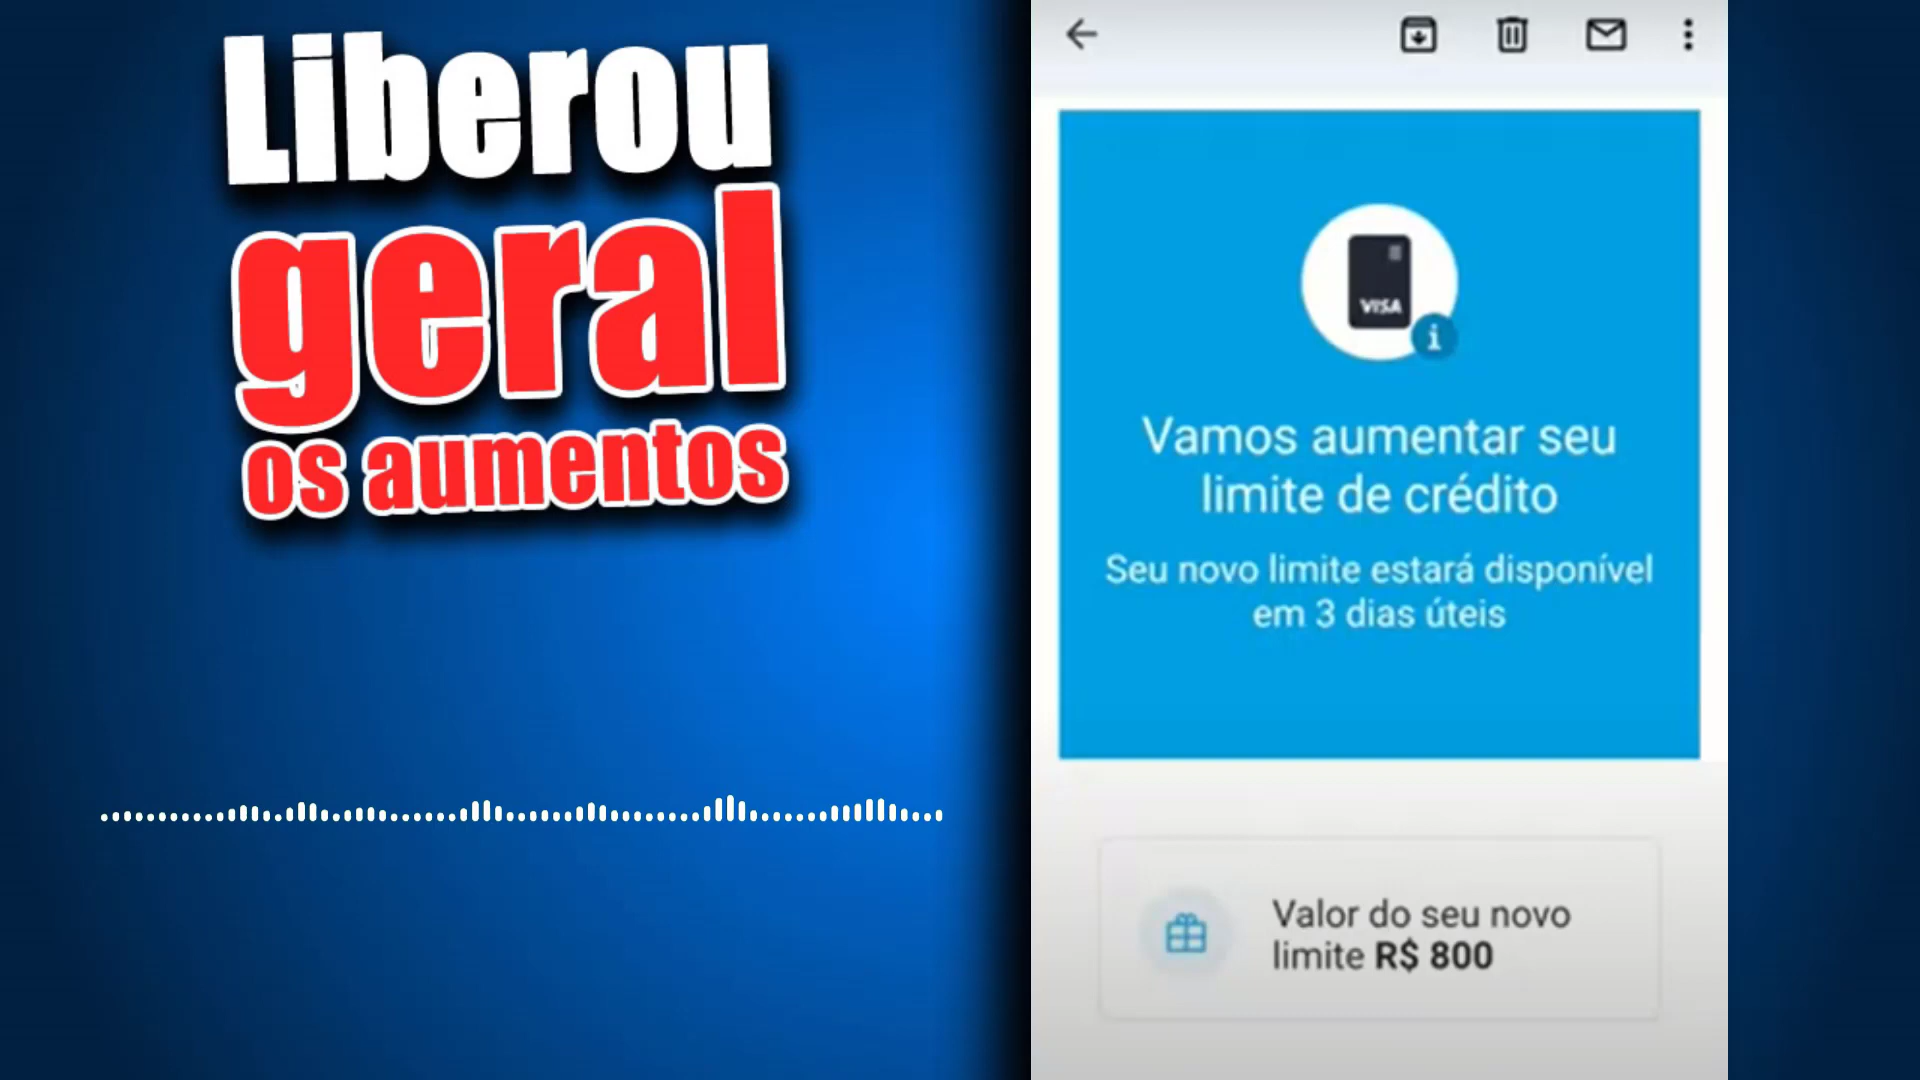 Liberou
geral
os aumentos
VISA
i
Vamos aumentar seu
limite de crédito
Seu novo limite estará disponível
em 3 dias úteis
Valor do seu novo
limite R$ 800